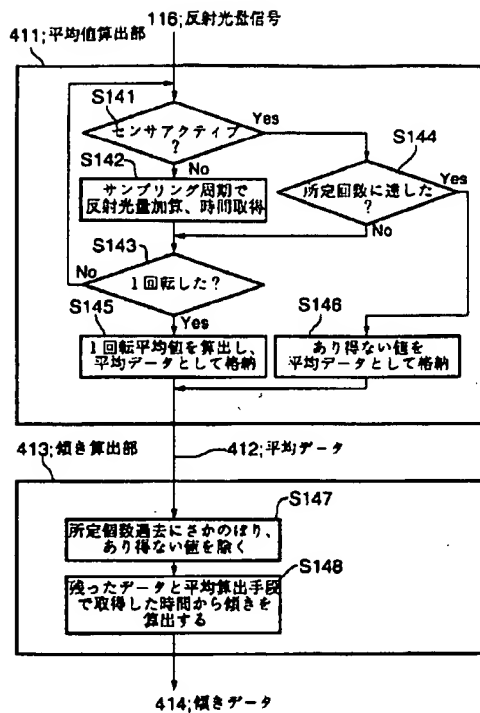 116;反射光量信号
411;平均値算出部
S141
センサアクティブ
?
Yes
No
S142
サンプリング周期で
反射光量加算、時間取得
S144
所定回数に達した
?
Yes
No
S143
1回転した?
No
Yes
S145
1回転平均値を算出し、
平均データとして格納
S146
あり得ない値を
平均データとして格納
413;傾き算出部
412;平均データ
S147
所定個数過去にさかのぼり、
あり得ない値を除く
S148
残ったデータと平均算出手段
で取得した時間から傾きを
算出する
414;傾きデータ